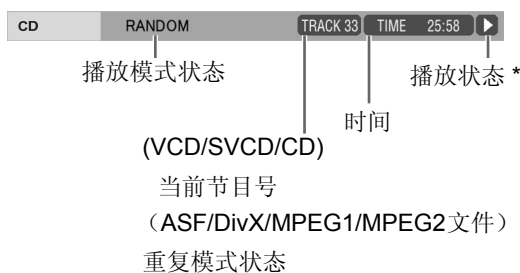 CD RANDOM TRACK 33 TIME 25:58
播放模式状态 播放状态 *
时间
(VCD/SVCD/CD)
当前节目号
（ASF/DivX/MPEG1/MPEG2文件）
重复模式状态